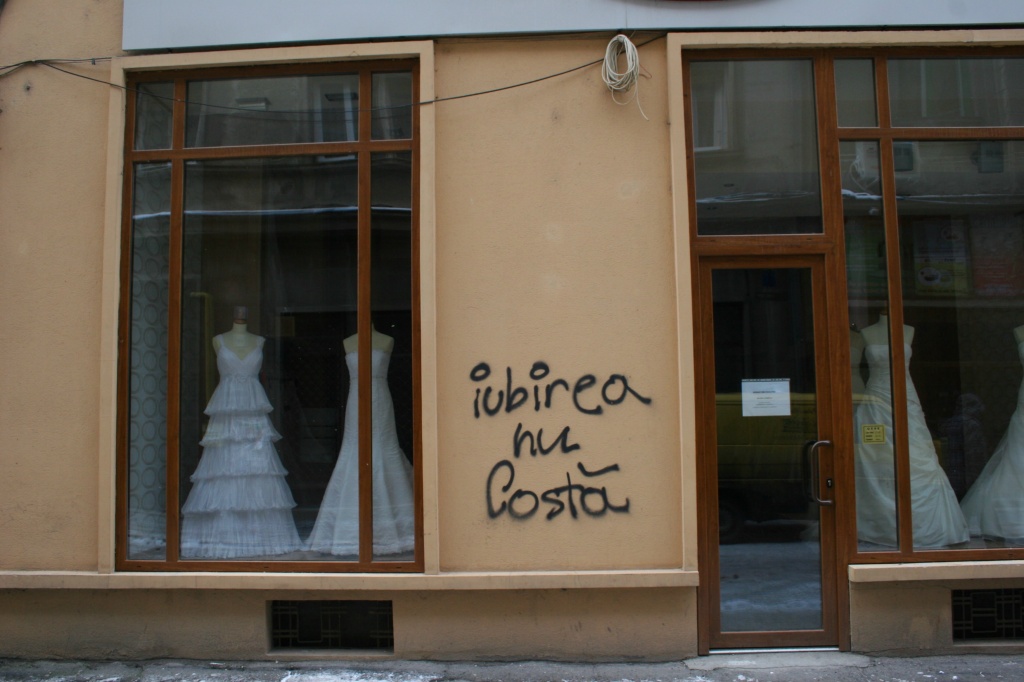 iubirea
nu
Costă